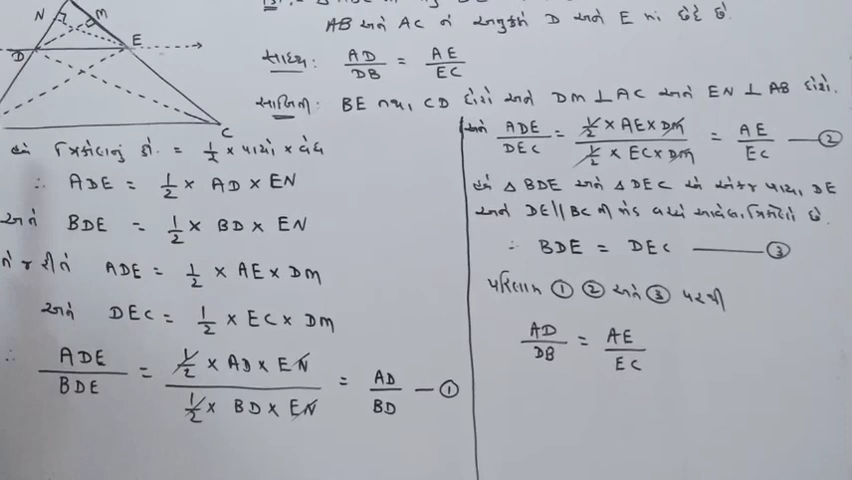 AB અને AC ને અનુક્રમે D અને E માં છેદે છે.
સાધ્ય: AD/DB = AE/EC
સાબિતી: BE તથા CD દોરો અને DM ⊥ AC અને EN ⊥ AB દોરો.
N
M
D
E
C
ત્રિકોણનું ક્ષે. = 1/2 × પાયો × વેધ
∴ ADE = 1/2 × AD × EN
અને BDE = 1/2 × BD × EN
તે જ રીતે ADE = 1/2 × AE × DM
અને DEC = 1/2 × EC × DM
∴ ADE/BDE = (1/2 × AD × EN)/(1/2 × BD × EN) = AD/BD — ①
અને ADE/DEC = (1/2 × AE × DM)/(1/2 × EC × DM) = AE/EC — ②
Δ BDE અને Δ DEC એ એક જ પાયા, DE
અને DE || BC ની વચ્ચે આવેલા ત્રિકોણો છે.
∴ BDE = DEC — ③
પરિણામ ① ② અને ③ પરથી
AD/DB = AE/EC